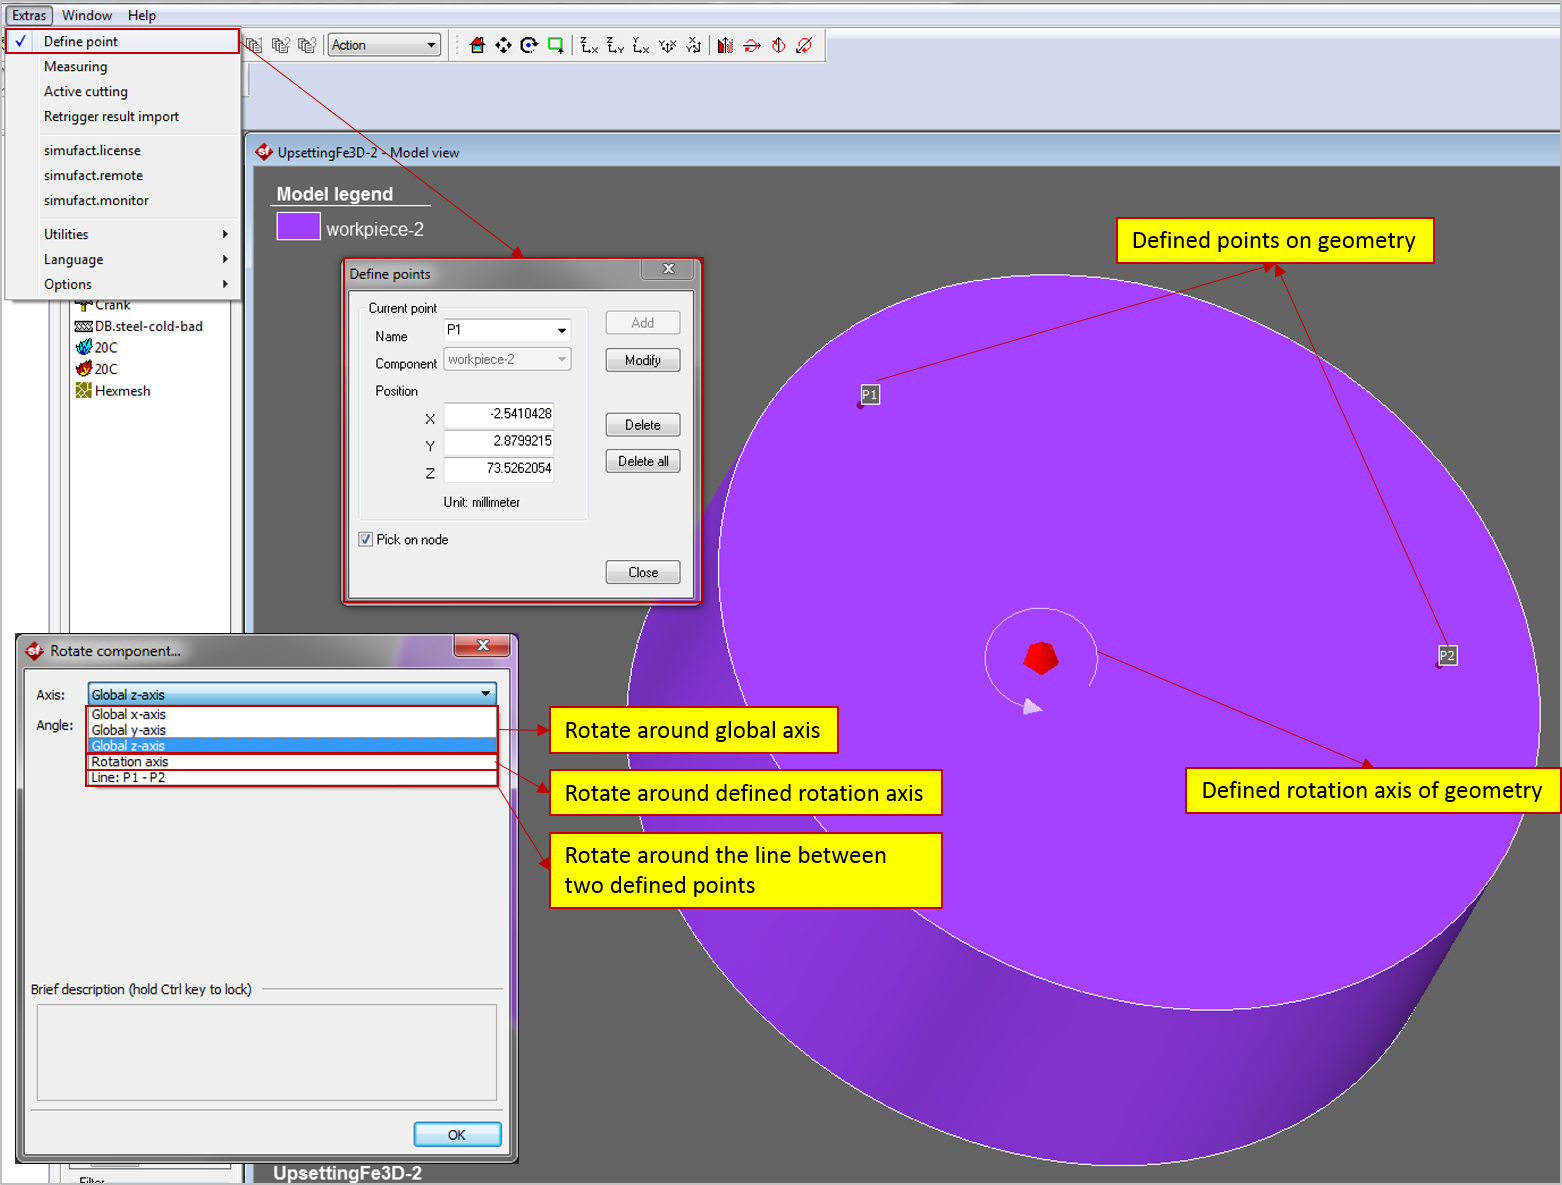 Extras Window Help
Define point
Measuring
Active cutting
Retrigger result import
simufact.license
simufact.remote
simufact.monitor
Utilities
Language
Options
Action
Crank
DB.steel-cold-bad
20C
20C
Hexmesh
UpsettingFe3D-2 - Model view
Model legend
workpiece-2
Define points
Current point
Name P1
Component workpiece-2
Position
X -2.5410428
Y 2.8799215
Z 73.5262054
Unit: millimeter
Pick on node
Add
Modify
Delete
Delete all
Close
Defined points on geometry
P1
P2
Defined rotation axis of geometry
Rotate component...
Axis: Global z-axis
Angle:
Global x-axis
Global y-axis
Global z-axis
Rotation axis
Line: P1 - P2
Rotate around global axis
Rotate around defined rotation axis
Rotate around the line between
two defined points
Brief description (hold Ctrl key to lock)
OK
Filter
UpsettingFe3D-2